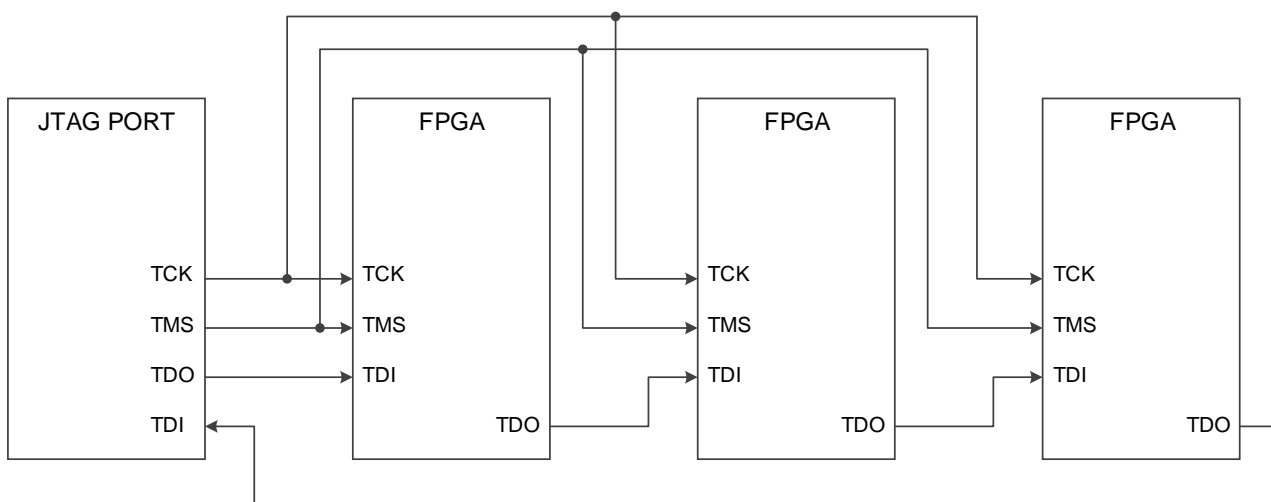 JTAG PORT
FPGA
FPGA
FPGA
TCK
TCK
TCK
TCK
TMS
TMS
TMS
TMS
TDO
TDI
TDI
TDI
TDI
TDO
TDO
TDO